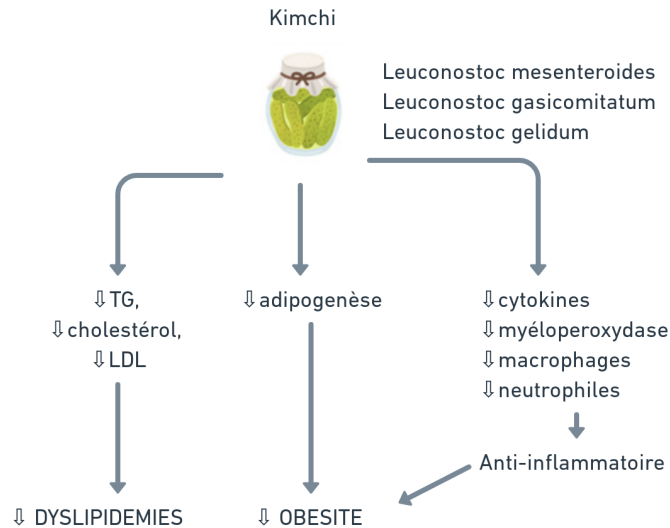 Kimchi
Leuconostoc mesenteroides
Leuconostoc gasicomitatum
Leuconostoc gelidum
⇩TG,
⇩cholestérol,
⇩LDL
⇩adipogenèse
⇩cytokines
⇩myéloperoxydase
⇩macrophages
⇩neutrophiles
Anti-inflammatoire
⇩ DYSLIPIDEMIES
⇩ OBESITE